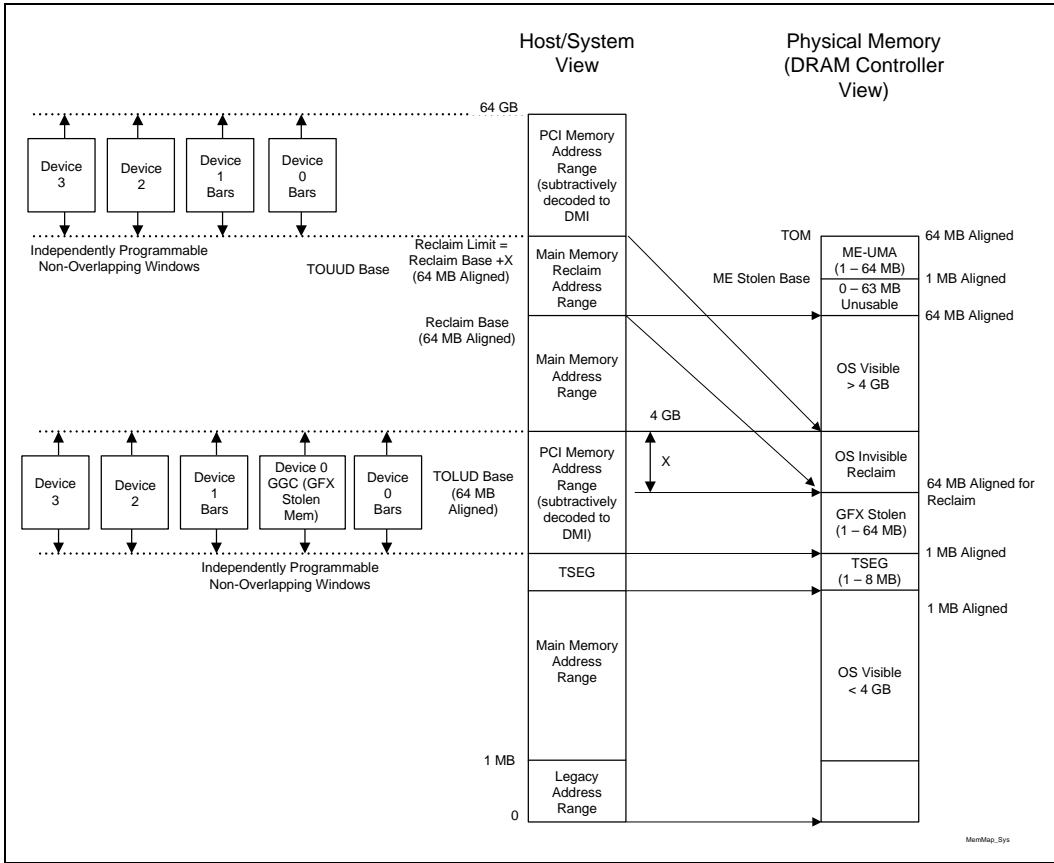 Host/System
View
Physical Memory
(DRAM Controller
View)
64 GB
Device
3
Device
2
Device
1
Bars
Device
0
Bars
PCI Memory
Address
Range
(subtractively
decoded to
DMI
Independently Programmable
Non-Overlapping Windows
TOUUD Base
Reclaim Limit =
Reclaim Base +X
(64 MB Aligned)
Main Memory
Reclaim
Address
Range
TOM
ME-UMA
(1 – 64 MB)
64 MB Aligned
ME Stolen Base
0 – 63 MB
Unusable
1 MB Aligned
64 MB Aligned
Reclaim Base
(64 MB Aligned)
Main Memory
Address
Range
OS Visible
> 4 GB
4 GB
Device
3
Device
2
Device
1
Bars
Device 0
GGC (GFX
Stolen
Mem)
Device
0
Bars
TOLUD Base
(64 MB
Aligned)
PCI Memory
Address
Range
(subtractively
decoded to
DMI)
X
OS Invisible
Reclaim
64 MB Aligned for
Reclaim
GFX Stolen
(1 – 64 MB)
1 MB Aligned
Independently Programmable
Non-Overlapping Windows
TSEG
TSEG
(1 – 8 MB)
1 MB Aligned
Main Memory
Address
Range
OS Visible
< 4 GB
1 MB
Legacy
Address
Range
0
MemMap_Sys